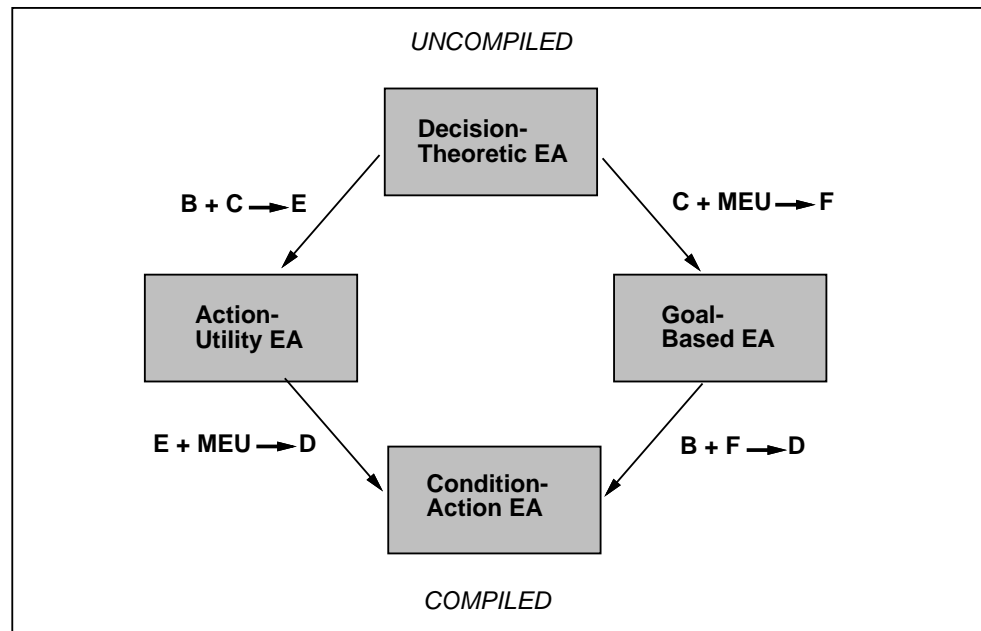 UNCOMPILED
Decision-
Theoretic EA
B + C → E
C + MEU → F
Action-
Utility EA
Goal-
Based EA
E + MEU → D
B + F → D
Condition-
Action EA
COMPILED